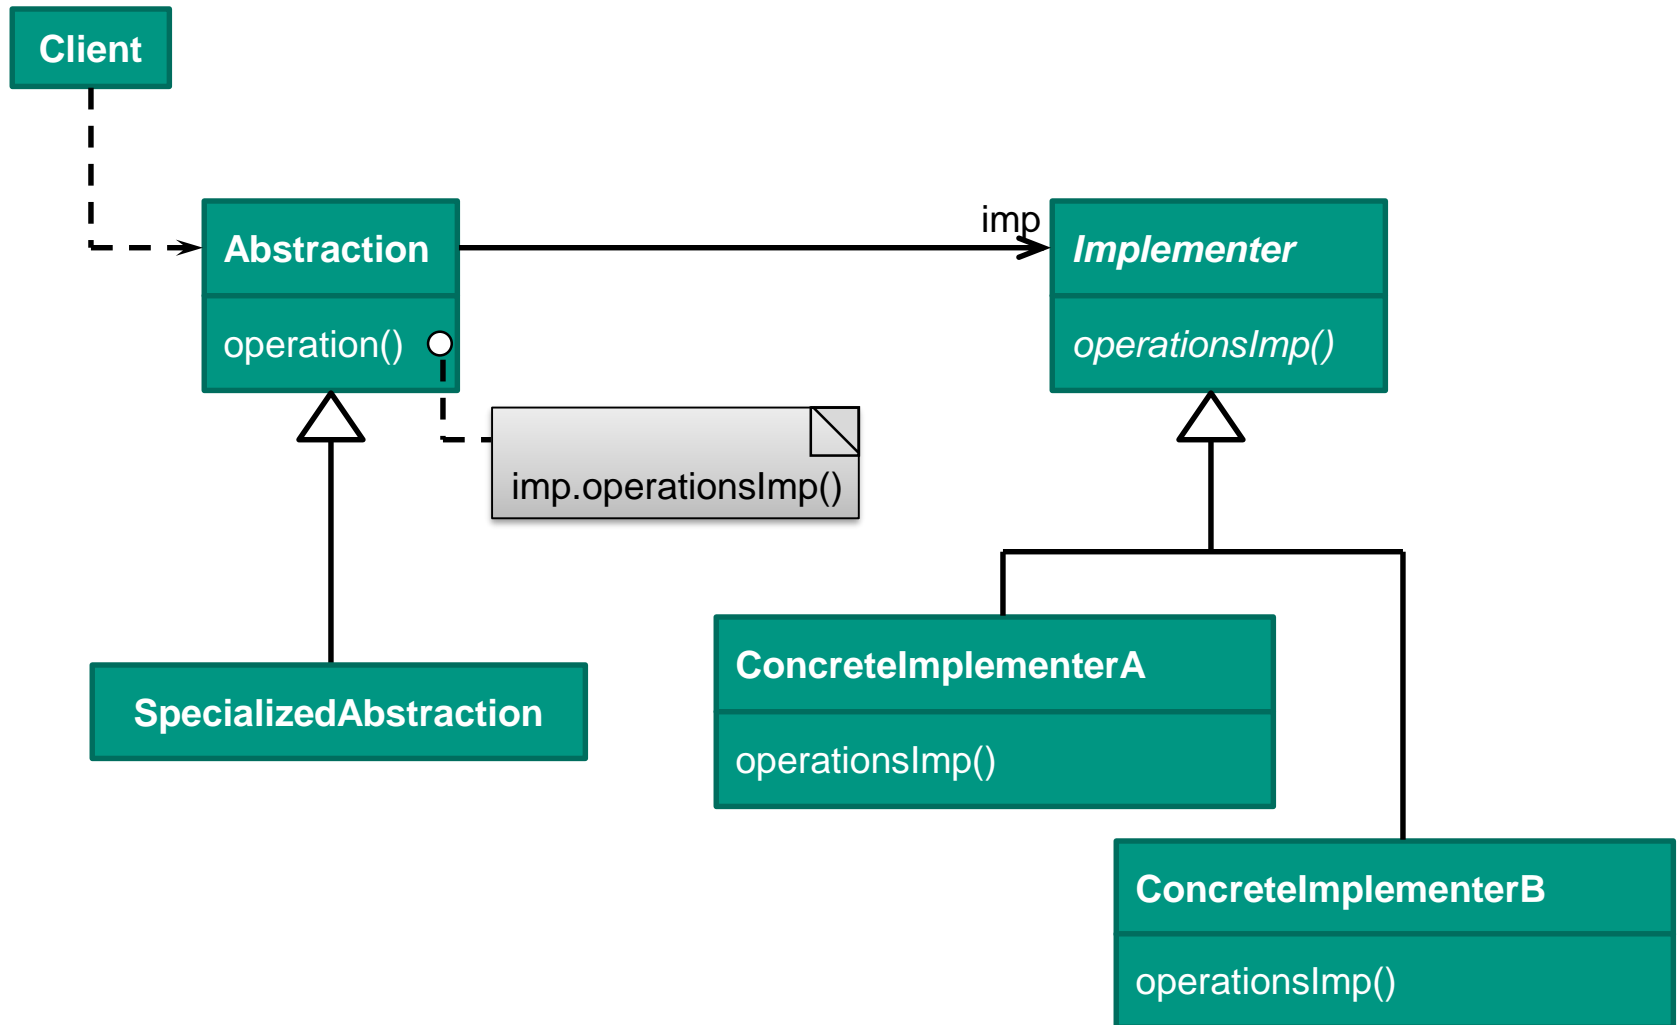 Client
imp
Abstraction
Implementer
operation()
operationsImp()
imp.operationsImp()
SpecializedAbstraction
ConcreteImplementerA
operationsImp()
ConcreteImplementerB
operationsImp()